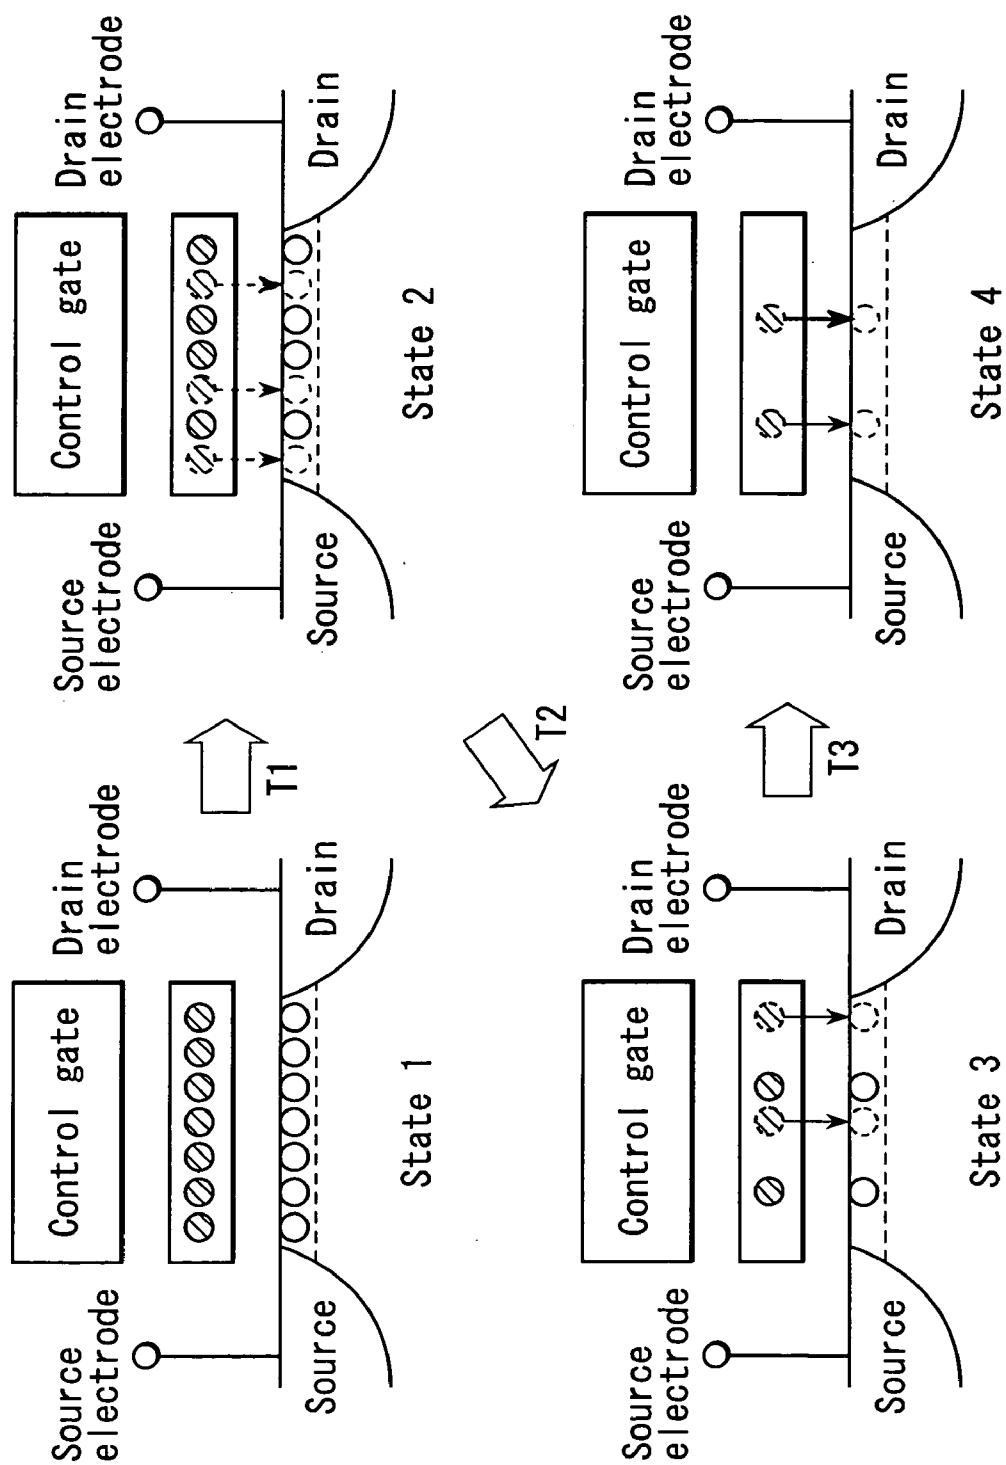 Source
electrode
Control gate
Drain
electrode
Source
Drain
State 1
T1
Source
electrode
Control gate
Drain
electrode
Source
Drain
State 2
T2
Source
electrode
Control gate
Drain
electrode
Source
Drain
State 3
T3
Source
electrode
Control gate
Drain
electrode
Source
Drain
State 4